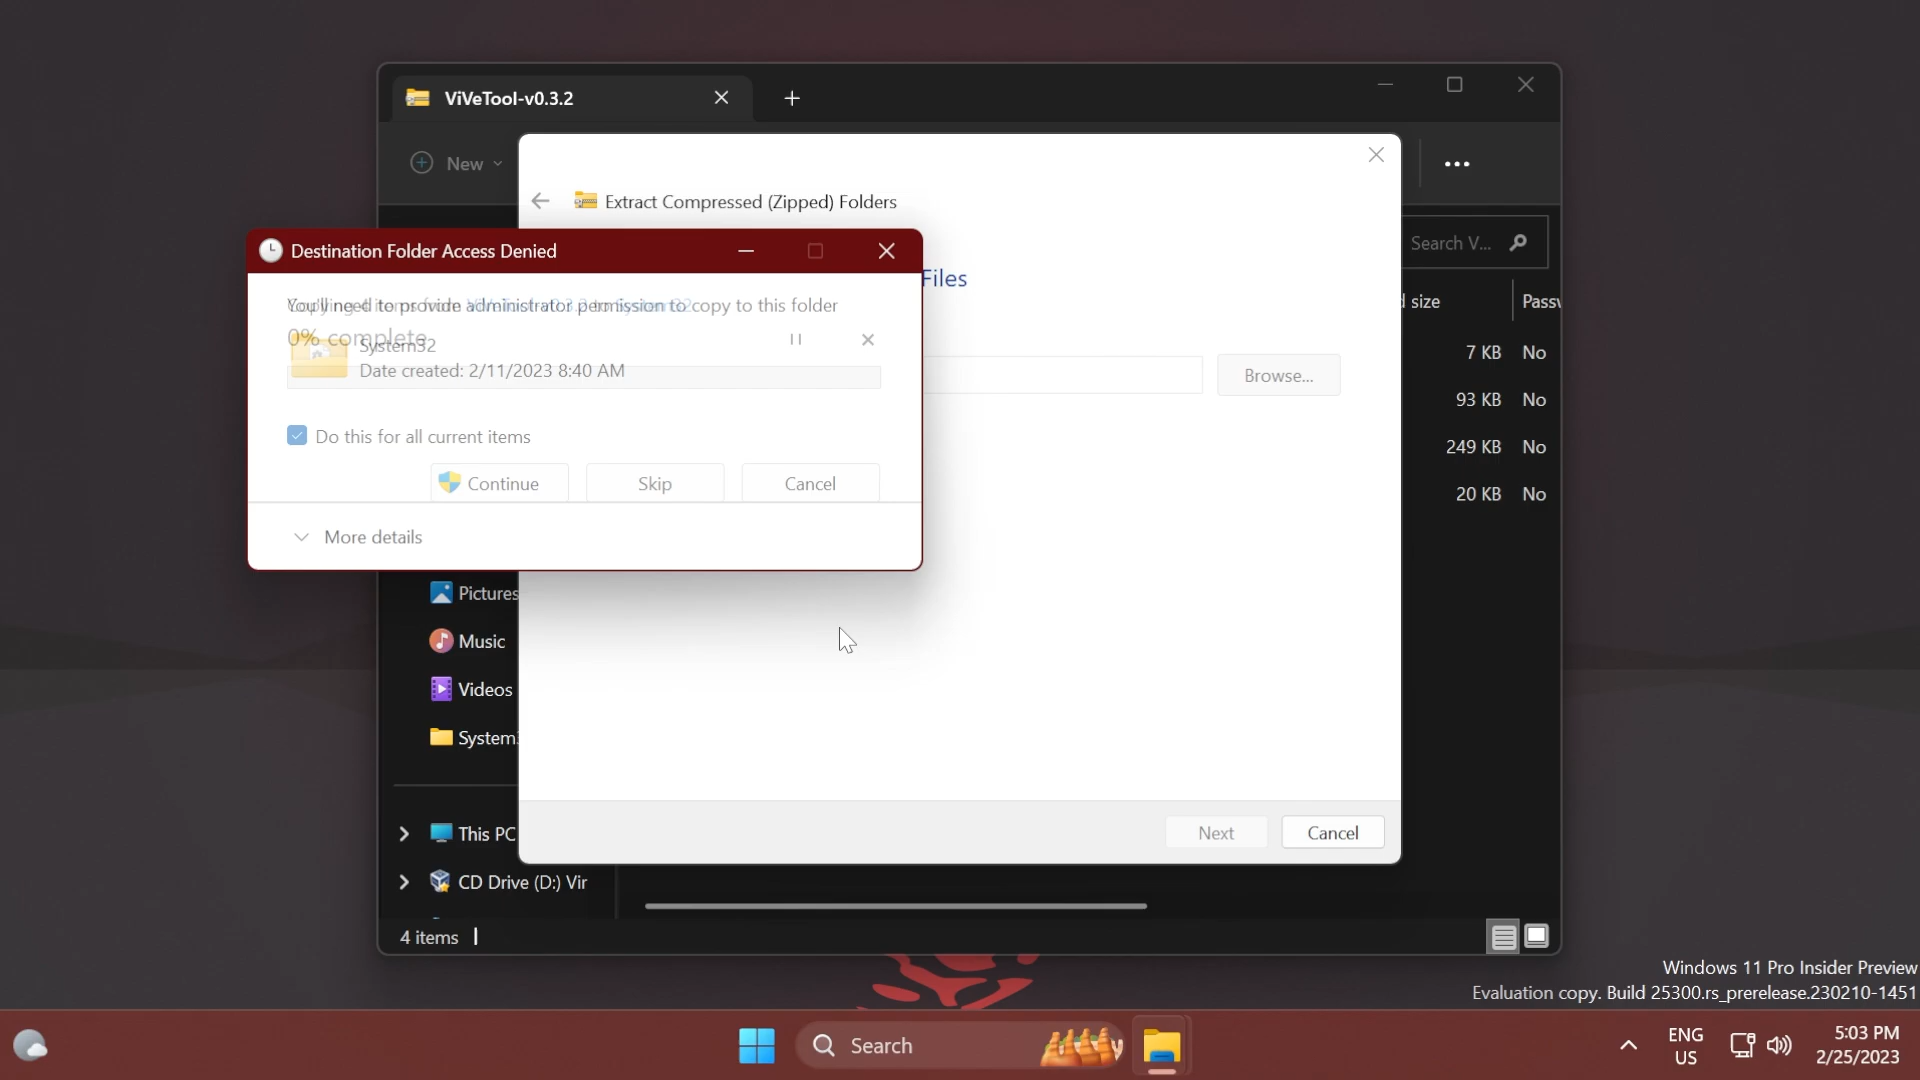 ViVeTool-v0.3.2
New
Extract Compressed (Zipped) Folders
Search V...
Destination Folder Access Denied
Files
You'll need to provide administrator permission to copy to this folder
0% complete
System32
Date created: 2/11/2023 8:40 AM
Browse...
Do this for all current items
Continue
Skip
Cancel
More details
size
Passw
7 KB No
93 KB No
249 KB No
20 KB No
Pictures
Music
Videos
System3
This PC
CD Drive (D:) Vir
Next
Cancel
4 items
Windows 11 Pro Insider Preview
Evaluation copy. Build 25300.rs_prerelease.230210-1451
Search
ENG
US
5:03 PM
2/25/2023